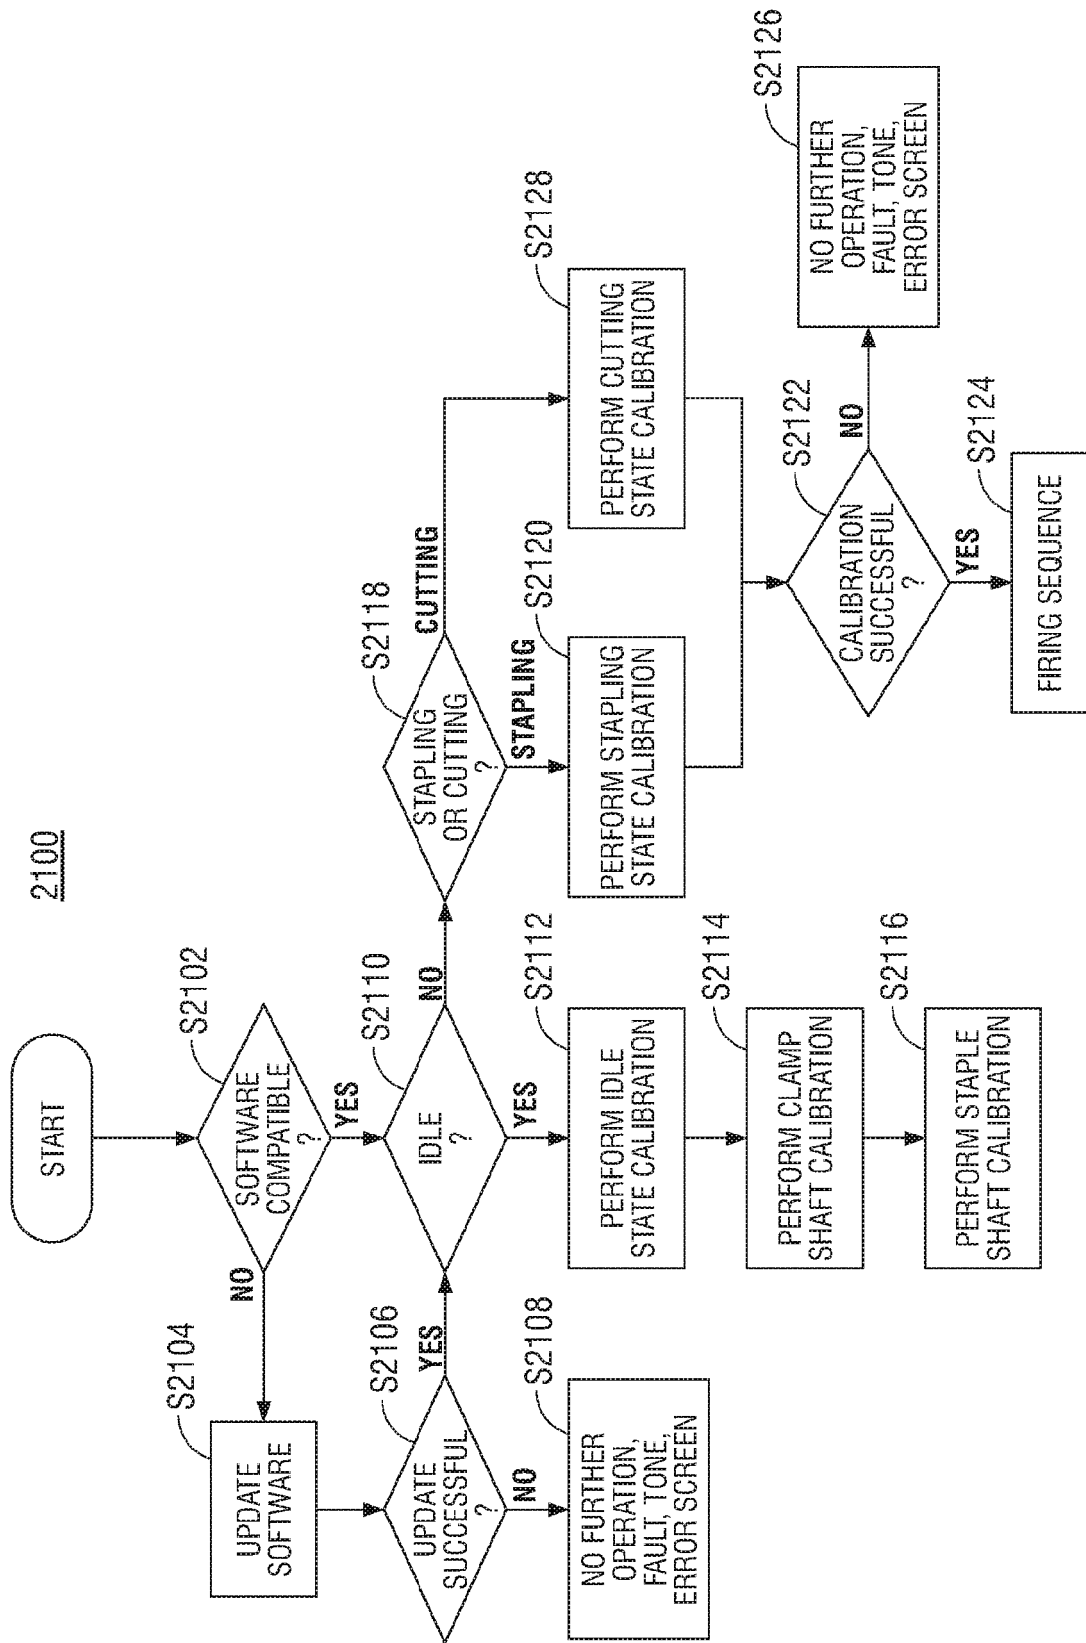 2100
START
S2102
SOFTWARE
COMPATIBLE
?
NO
YES
S2104
UPDATE
SOFTWARE
S2106
UPDATE
SUCCESSFUL
?
YES
NO
S2108
NO FURTHER
OPERATION,
FAULT, TONE,
ERROR SCREEN
S2110
IDLE
?
NO
YES
S2112
PERFORM IDLE
STATE CALIBRATION
S2114
PERFORM CLAMP
SHAFT CALIBRATION
S2116
PERFORM STAPLE
SHAFT CALIBRATION
S2118
STAPLING
OR CUTTING
?
CUTTING
STAPLING
S2120
PERFORM STAPLING
STATE CALIBRATION
S2128
PERFORM CUTTING
STATE CALIBRATION
S2122
CALIBRATION
SUCCESSFUL
?
NO
YES
S2126
NO FURTHER
OPERATION,
FAULT, TONE,
ERROR SCREEN
S2124
FIRING SEQUENCE